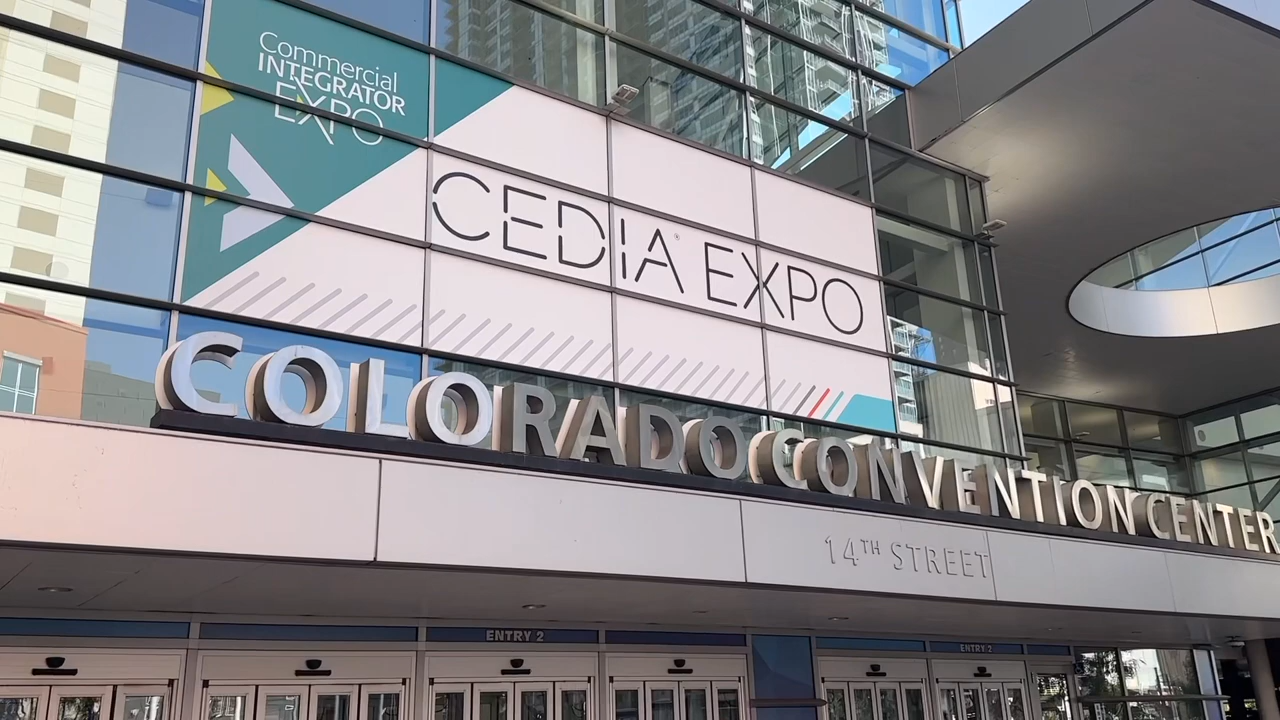 Commercial
INTEGRATOR
EXPO
CEDIA® EXPO
COLORADO CONVENTION CENTER
14TH STREET
ENTRY 2
ENTRY 2